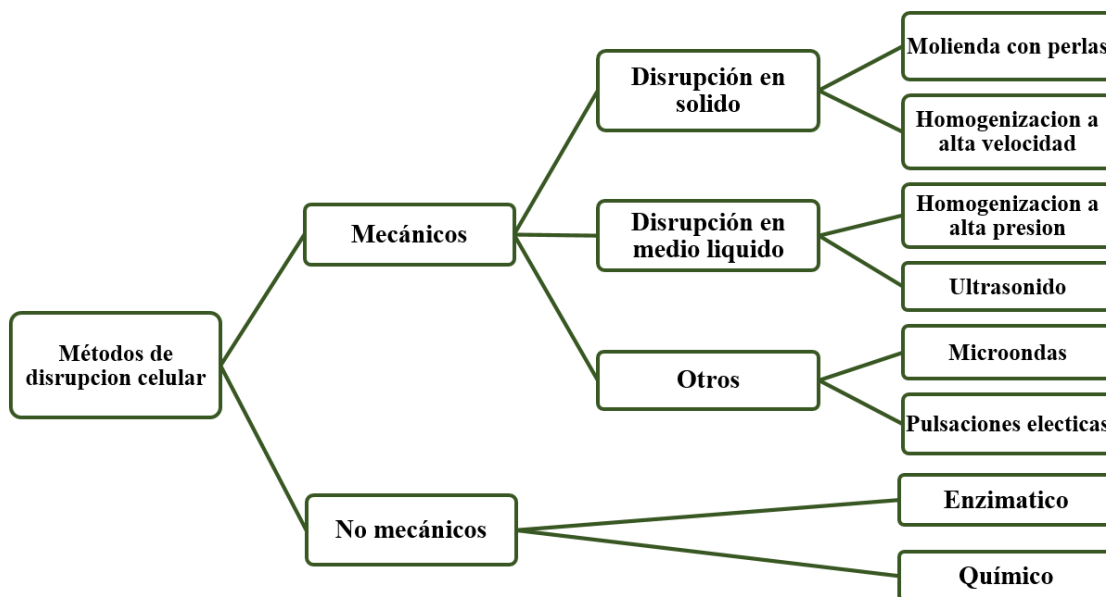 Métodos de
disrupcion celular
Mecánicos
Disrupción en
solido
Molienda con perlas
Homogenizacion a
alta velocidad
Disrupción en
medio liquido
Homogenizacion a
alta presion
Ultrasonido
Otros
Microondas
Pulsaciones electicas
No mecánicos
Enzimatico
Químico